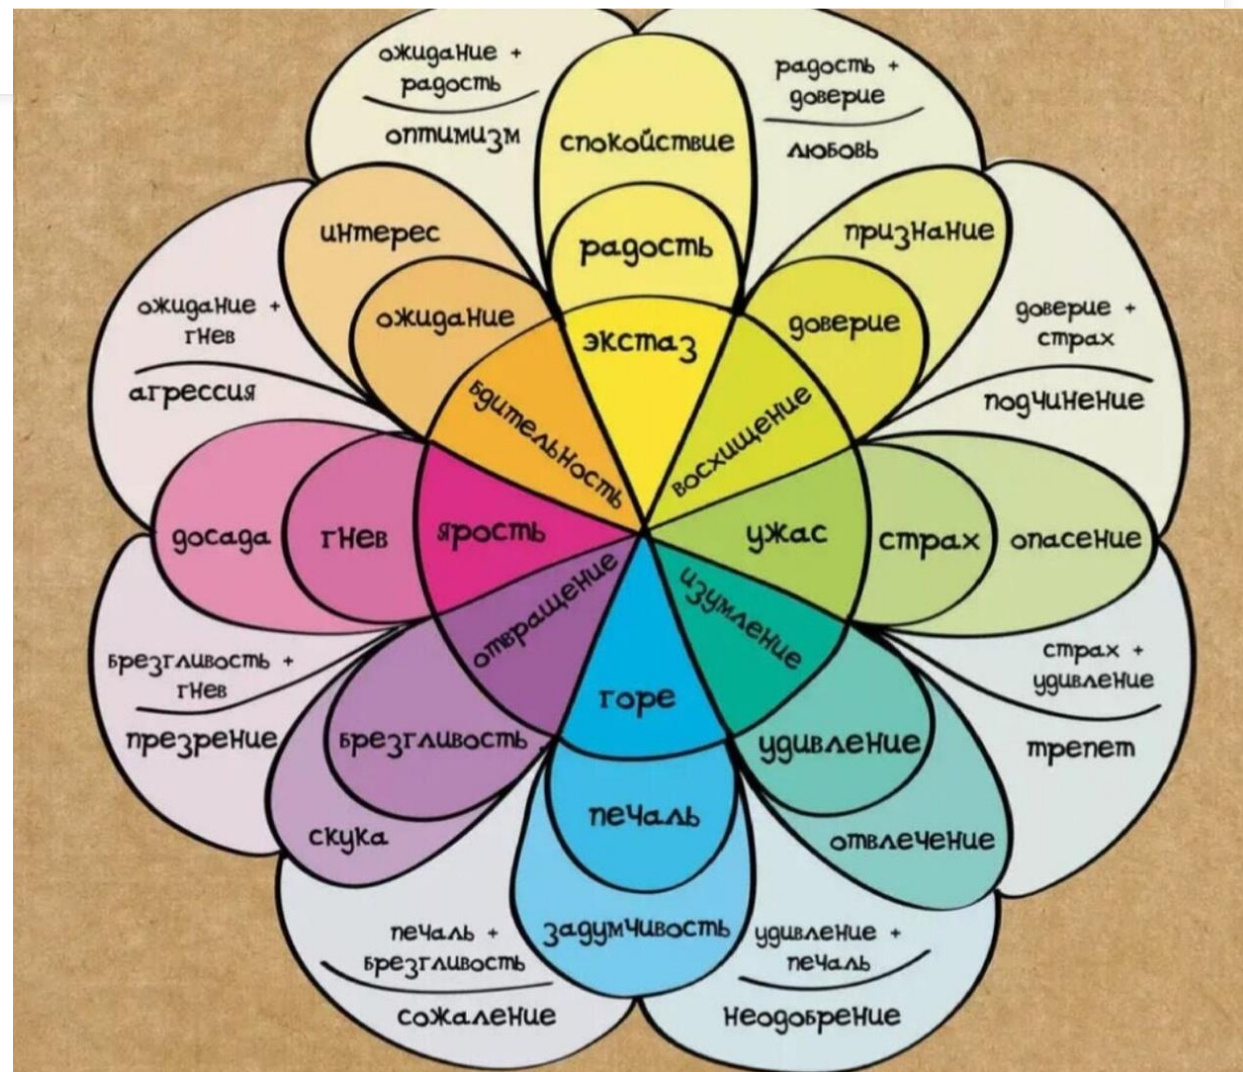 ожидание +
радость
оптимизм
спокойствие
радость
экстаз
радость +
доверие
любовь
интерес
ожидание
бдительность
признание
доверие
восхищение
ожидание +
гнев
агрессия
доверие +
страх
подчинение
досада
гнев
ярость
ужас
страх
опасение
отвращение
изумление
горе
брезгливость +
гнев
презрение
страх +
удивление
трепет
брезгливость
скука
печаль
задумчивость
удивление
отвлечение
печаль +
брезгливость
сожаление
удивление +
печаль
неодобрение